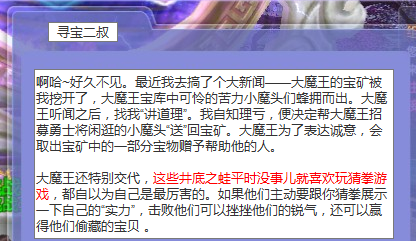 寻宝二叔
啊哈~好久不见。最近我去搞了个大新闻——大魔王的宝矿被
我挖开了，大魔王宝库中可怜的苦力小魔头们蜂拥而出。大魔
王听闻之后，找我“讲道理”。我自知理亏，便决定帮大魔王招
募勇士将闲逛的小魔头“送”回宝矿。大魔王为了表达诚意，会
取出宝矿中的一部分宝物赠予帮助他的人。
大魔王还特别交代，这些井底之蛙平时没事儿就喜欢玩猜拳游
戏，都自以为自己是最厉害的。如果他们主动要跟你猜拳展示
一下自己的“实力”，击败他们可以挫挫他们的锐气，还可以赢
得他们偷藏的宝贝 。